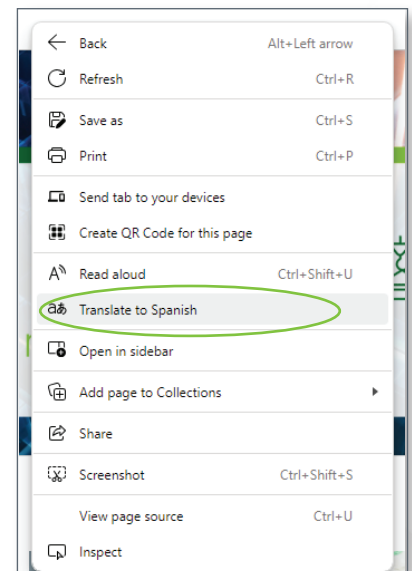 Back Alt+Left arrow
Refresh Ctrl+R
Save as Ctrl+S
Print Ctrl+P
Send tab to your devices
Create QR Code for this page
Read aloud Ctrl+Shift+U
Translate to Spanish
Open in sidebar
Add page to Collections
Share
Screenshot Ctrl+Shift+S
View page source Ctrl+U
Inspect